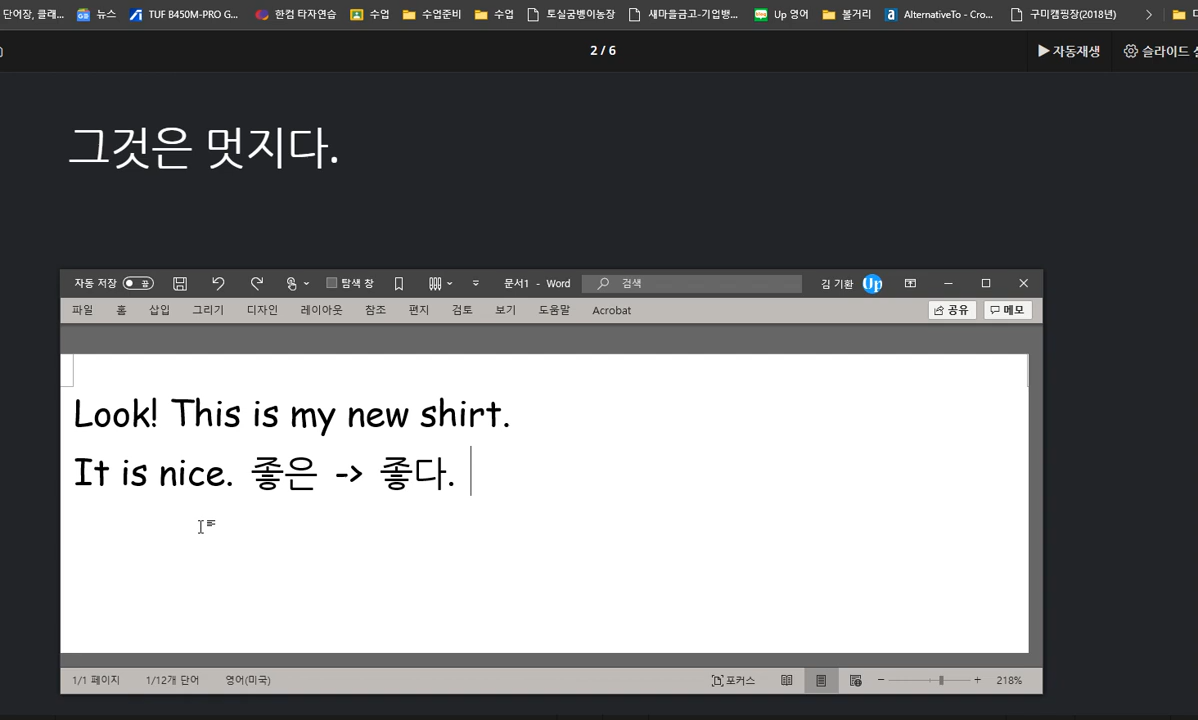 단어장, 클래... 뉴스 TUF B450M-PRO G... 한컴 타자연습 수업 수업준비 수업 토실굼벵이농장 새마을금고-기업뱅... Up 영어 볼거리 AlternativeTo - Cro... 구미캠핑장(2018년)
2 / 6 자동재생 슬라이드
그것은 멋지다.
자동 저장 끔 탐색 창 문서1 - Word 검색 김 기환 Up
파일 홈 삽입 그리기 디자인 레이아웃 참조 편지 검토 보기 도움말 Acrobat 공유 메모
Look! This is my new shirt.
It is nice. 좋은 -> 좋다.
1/1 페이지 1/12개 단어 영어(미국) 포커스 218%